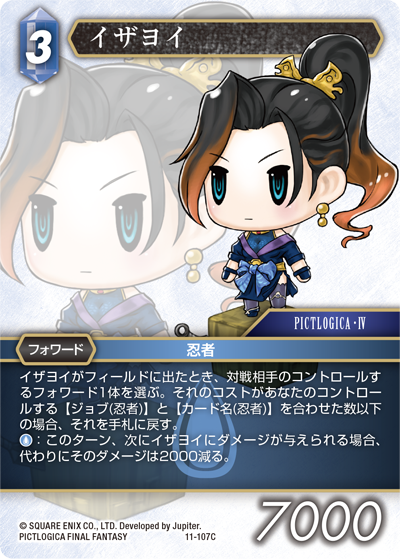 3
イザヨイ
PICTLOGICA・IV
フォワード
忍者
イザヨイがフィールドに出たとき、対戦相手のコントロールす
るフォワード1体を選ぶ。それのコストがあなたのコントロー
ルする【ジョブ(忍者)】と【カード名(忍者)】を合わせた数以下
の場合、それを手札に戻す。
:このターン、次にイザヨイにダメージが与えられる場合、
代わりにそのダメージは2000減る。
© SQUARE ENIX CO., LTD. Developed by Jupiter.
PICTLOGICA FINAL FANTASY
11-107C
7000